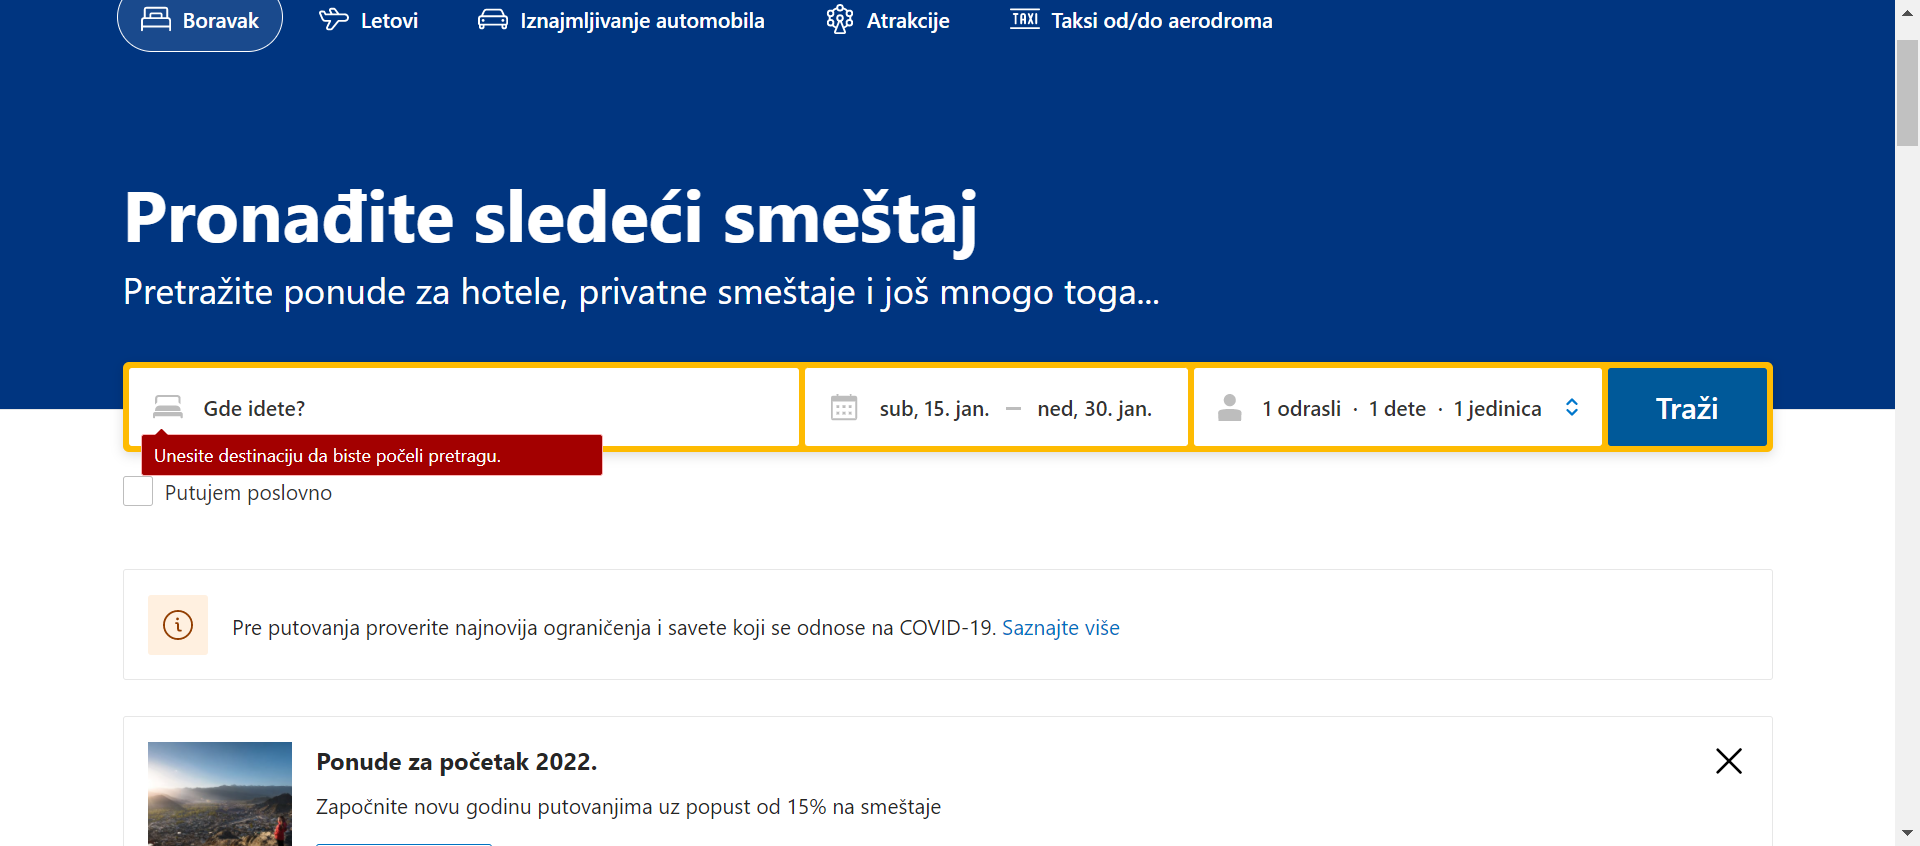 Boravak
Letovi
Iznajmljivanje automobila
Atrakcije
TAXI
Taksi od/do aerodroma
Pronađite sledeći smeštaj
Pretražite ponude za hotele, privatne smeštaje i još mnogo toga...
Gde idete?
sub, 15. jan. — ned, 30. jan.
1 odrasli · 1 dete · 1 jedinica
Traži
Unesite destinaciju da biste počeli pretragu.
Putujem poslovno
Pre putovanja proverite najnovija ograničenja i savete koji se odnose na COVID-19. Saznajte više
Ponude za početak 2022.
Započnite novu godinu putovanjima uz popust od 15% na smeštaje